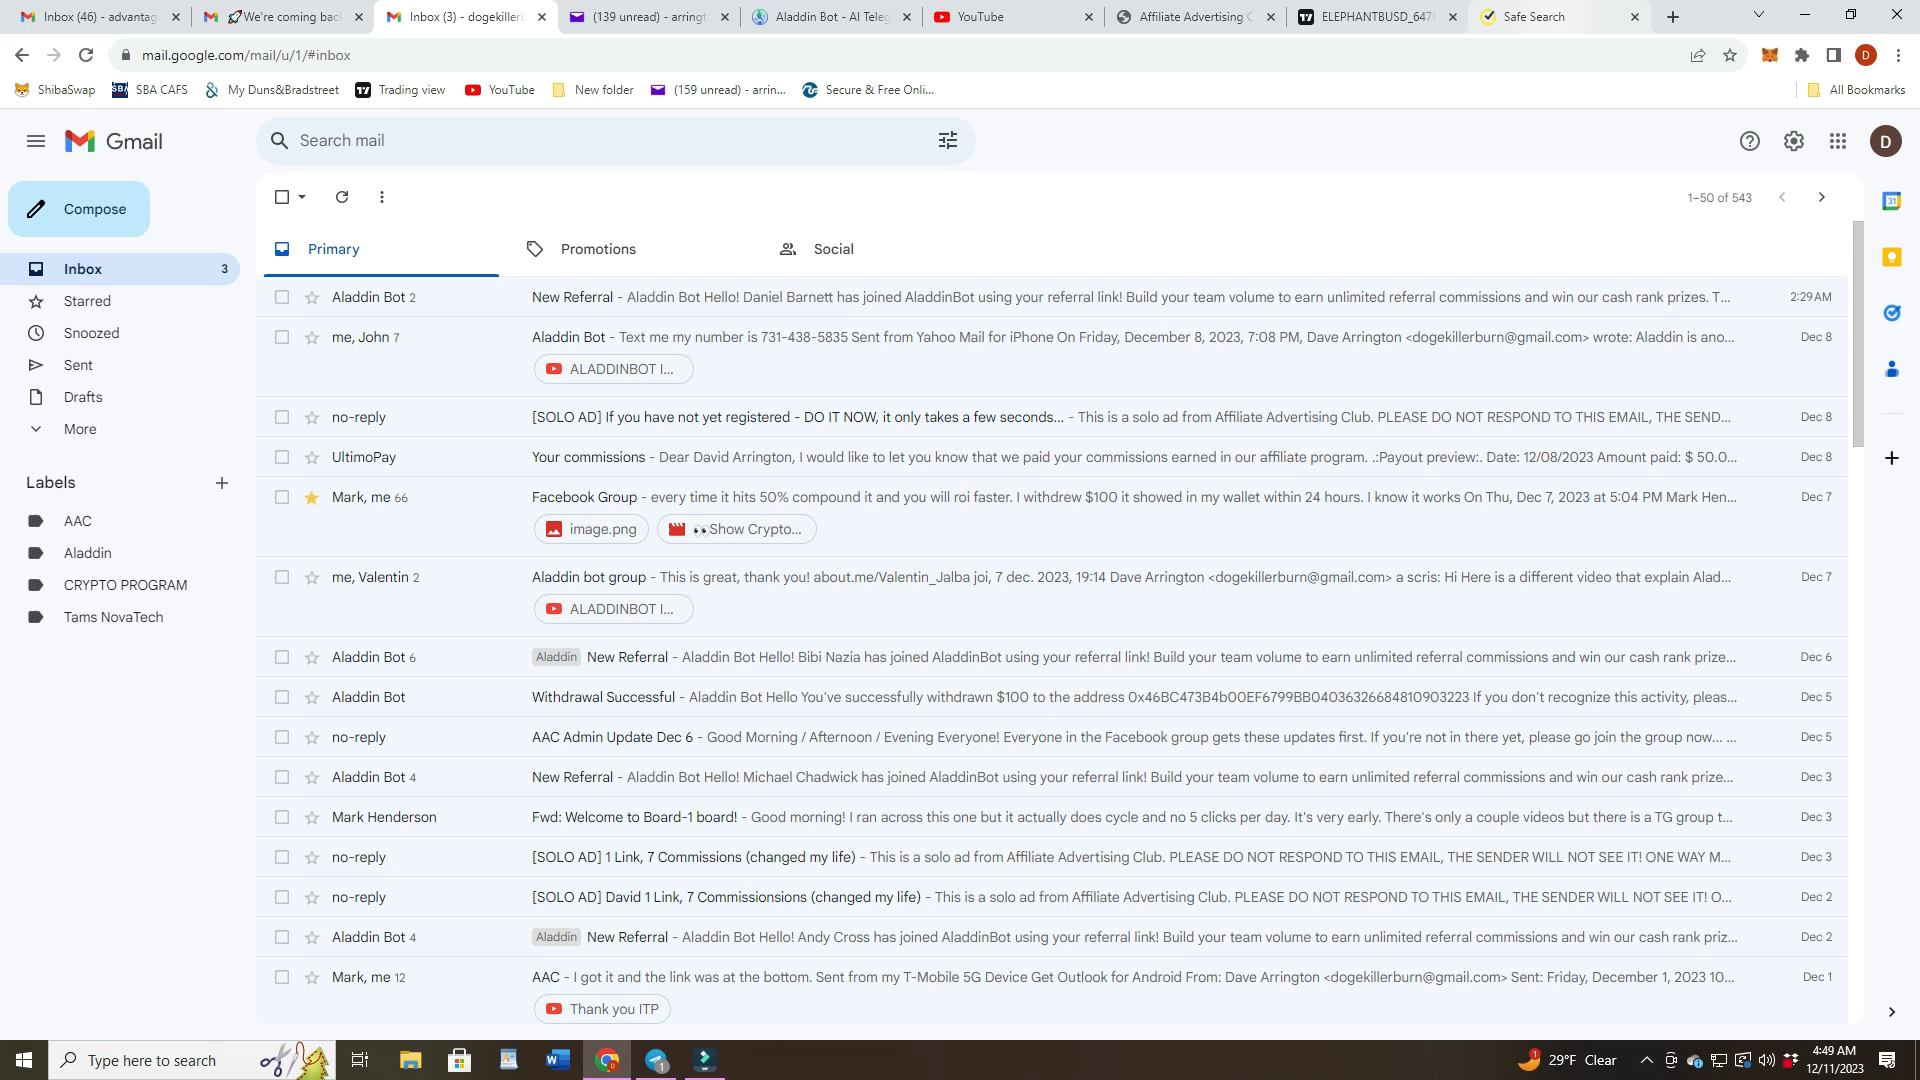 Inbox (46) - advantag
We're coming bac
Inbox (3) - dogekiller
(139 unread) - arringt
Aladdin Bot - AI Teleg
YouTube
Affiliate Advertising C
ELEPHANTBUSD_647
Safe Search
mail.google.com/mail/u/1/#inbox
D
ShibaSwap
SBA CAFS
My Duns&Bradstreet
Trading view
YouTube
New folder
(159 unread) - arrin...
Secure & Free Onli...
All Bookmarks
Gmail
Search mail
D
Compose
1–50 of 543
Primary
Promotions
Social
Inbox 3
Starred
Snoozed
Sent
Drafts
More
Labels
AAC
Aladdin
CRYPTO PROGRAM
Tams NovaTech
Aladdin Bot 2 New Referral - Aladdin Bot Hello! Daniel Barnett has joined AladdinBot using your referral link! Build your team volume to earn unlimited referral commissions and win our cash rank prizes. T... 2:29 AM
me, John 7 Aladdin Bot - Text me my number is 731-438-5835 Sent from Yahoo Mail for iPhone On Friday, December 8, 2023, 7:08 PM, Dave Arrington <dogekillerburn@gmail.com> wrote: Aladdin is ano... Dec 8
ALADDINBOT I...
no-reply [SOLO AD] If you have not yet registered - DO IT NOW, it only takes a few seconds... - This is a solo ad from Affiliate Advertising Club. PLEASE DO NOT RESPOND TO THIS EMAIL, THE SEND... Dec 8
UltimoPay Your commissions - Dear David Arrington, I would like to let you know that we paid your commissions earned in our affiliate program. .:Payout preview:. Date: 12/08/2023 Amount paid: $ 50.0... Dec 8
Mark, me 66 Facebook Group - every time it hits 50% compound it and you will roi faster. I withdrew $100 it showed in my wallet within 24 hours. I know it works On Thu, Dec 7, 2023 at 5:04 PM Mark Hen... Dec 7
image.png 👀Show Crypto...
me, Valentin 2 Aladdin bot group - This is great, thank you! about.me/Valentin_Jalba joi, 7 dec. 2023, 19:14 Dave Arrington <dogekillerburn@gmail.com> a scris: Hi Here is a different video that explain Alad... Dec 7
ALADDINBOT I...
Aladdin Bot 6 Aladdin New Referral - Aladdin Bot Hello! Bibi Nazia has joined AladdinBot using your referral link! Build your team volume to earn unlimited referral commissions and win our cash rank prize... Dec 6
Aladdin Bot Withdrawal Successful - Aladdin Bot Hello You've successfully withdrawn $100 to the address 0x46BC473B4b00EF6799BB04036326684810903223 If you don't recognize this activity, pleas... Dec 5
no-reply AAC Admin Update Dec 6 - Good Morning / Afternoon / Evening Everyone! Everyone in the Facebook group gets these updates first. If you're not in there yet, please go join the group now... ... Dec 5
Aladdin Bot 4 New Referral - Aladdin Bot Hello! Michael Chadwick has joined AladdinBot using your referral link! Build your team volume to earn unlimited referral commissions and win our cash rank prize... Dec 3
Mark Henderson Fwd: Welcome to Board-1 board! - Good morning! I ran across this one but it actually does cycle and no 5 clicks per day. It's very early. There's only a couple videos but there is a TG group t... Dec 3
no-reply [SOLO AD] 1 Link, 7 Commissions (changed my life) - This is a solo ad from Affiliate Advertising Club. PLEASE DO NOT RESPOND TO THIS EMAIL, THE SENDER WILL NOT SEE IT! ONE WAY M... Dec 3
no-reply [SOLO AD] David 1 Link, 7 Commissionsions (changed my life) - This is a solo ad from Affiliate Advertising Club. PLEASE DO NOT RESPOND TO THIS EMAIL, THE SENDER WILL NOT SEE IT! O... Dec 2
Aladdin Bot 4 Aladdin New Referral - Aladdin Bot Hello! Andy Cross has joined AladdinBot using your referral link! Build your team volume to earn unlimited referral commissions and win our cash rank priz... Dec 2
Mark, me 12 AAC - I got it and the link was at the bottom. Sent from my T-Mobile 5G Device Get Outlook for Android From: Dave Arrington <dogekillerburn@gmail.com> Sent: Friday, December 1, 2023 10... Dec 1
Thank you ITP
Type here to search
29°F Clear
4:49 AM
12/11/2023